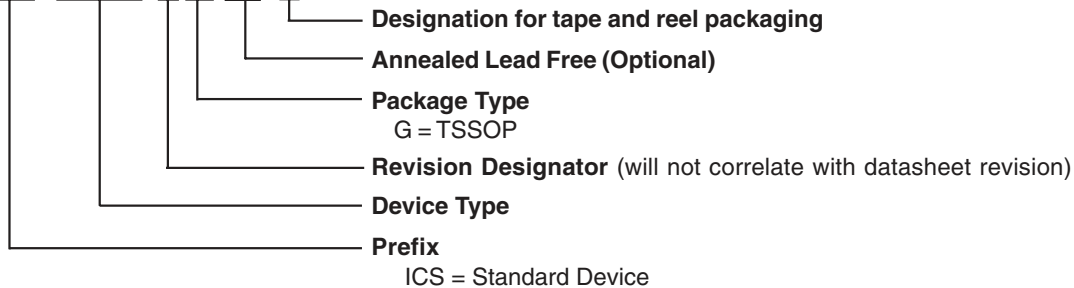 Designation for tape and reel packaging
Annealed Lead Free (Optional)
Package Type
G = TSSOP
Revision Designator (will not correlate with datasheet revision)
Device Type
Prefix
ICS = Standard Device